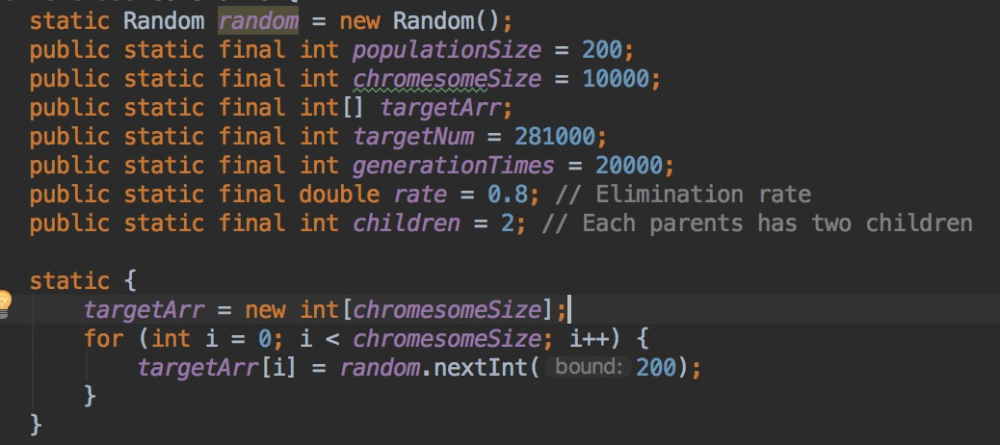 static Random random = new Random();
public static final int populationSize = 200;
public static final int chromesomeSize = 10000;
public static final int[] targetArr;
public static final int targetNum = 281000;
public static final int generationTimes = 20000;
public static final double rate = 0.8; // Elimination rate
public static final int children = 2; // Each parents has two children
static {
targetArr = new int[chromesomeSize];
for (int i = 0; i < chromesomeSize; i++) {
targetArr[i] = random.nextInt( bound: 200);
}
}